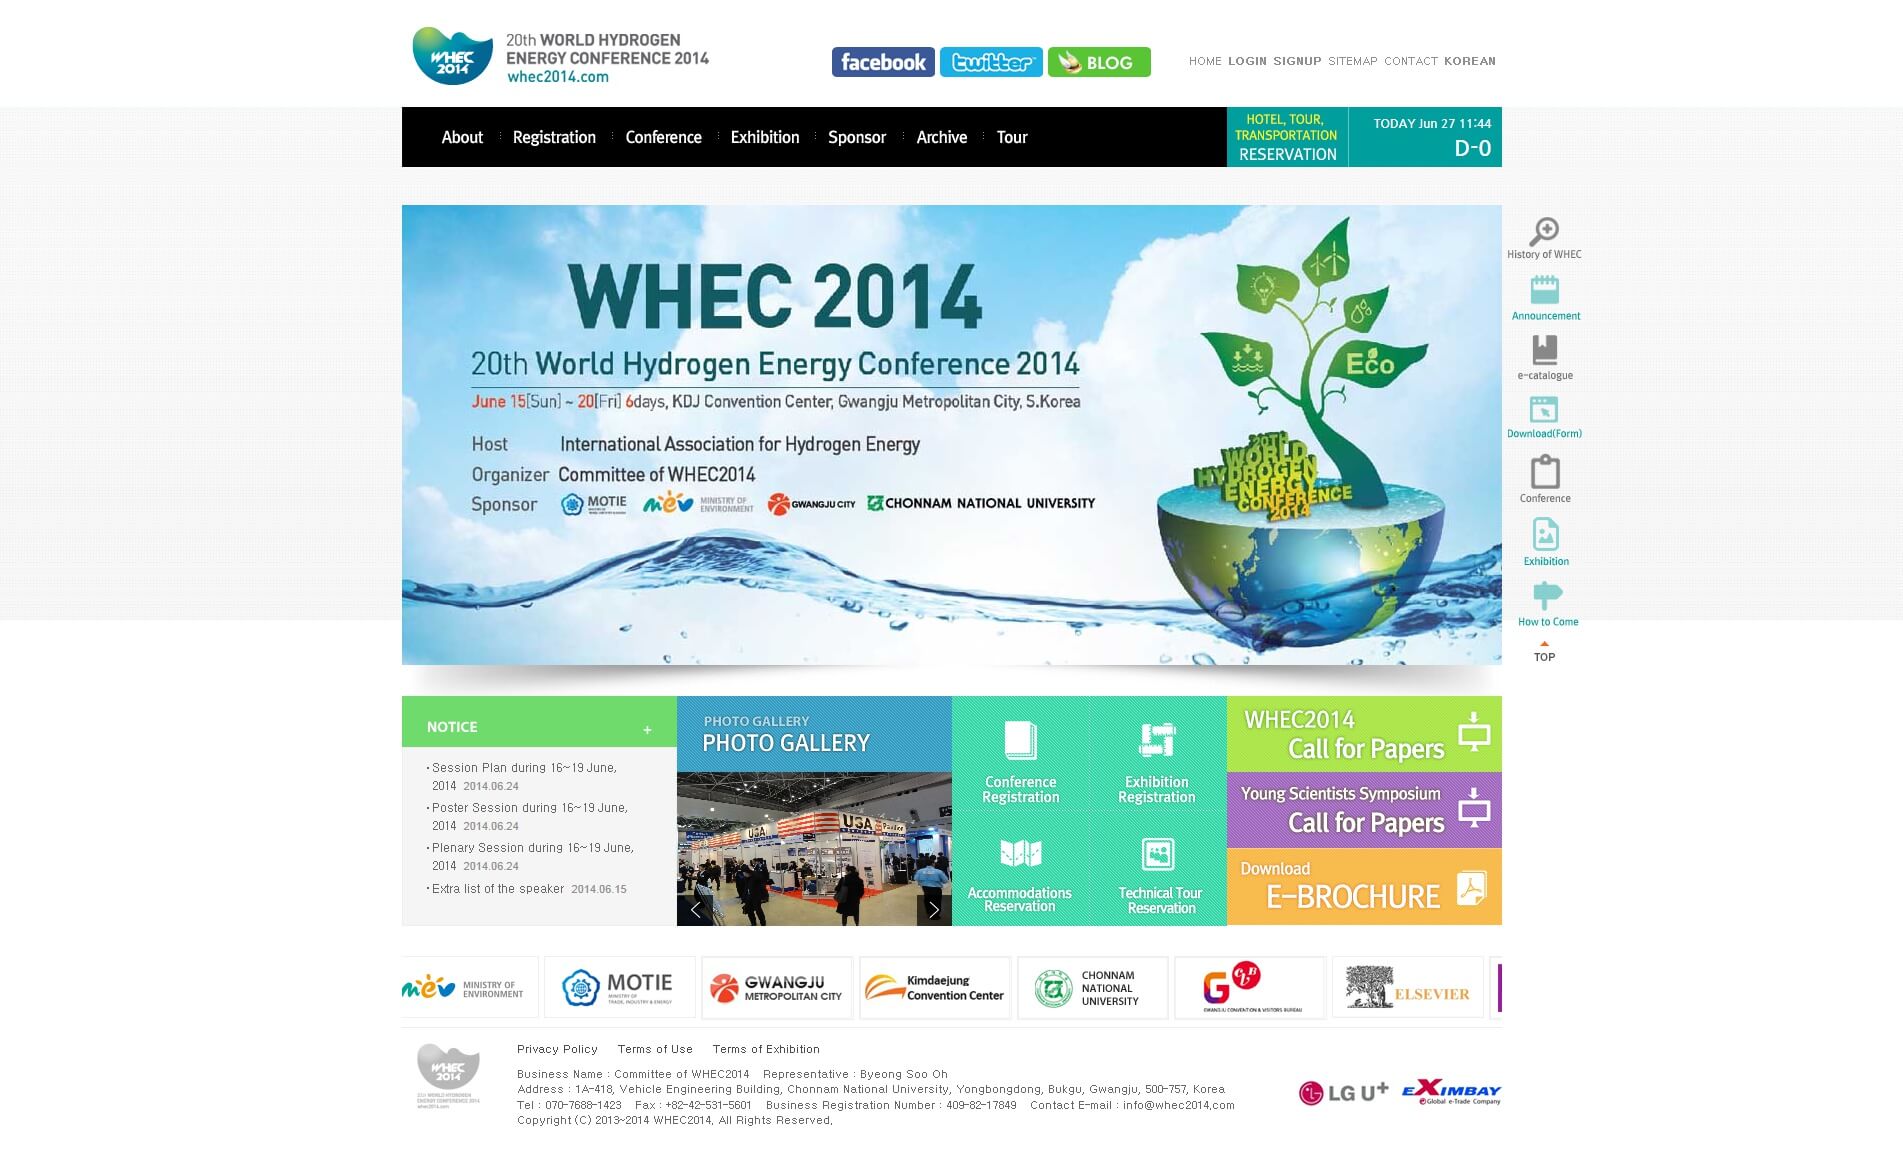 WHEC
2014
20th WORLD HYDROGEN
ENERGY CONFERENCE 2014
whec2014.com
facebook
twitter
BLOG
HOME LOGIN SIGNUP SITEMAP CONTACT KOREAN
About Registration Conference Exhibition Sponsor Archive Tour
HOTEL, TOUR,
TRANSPORTATION
RESERVATION
TODAY Jun 27 11:44
D-0
WHEC 2014
20th World Hydrogen Energy Conference 2014
June 15[Sun] ~ 20[Fri] 6days, KDJ Convention Center, Gwangju Metropolitan City, S.Korea
Host International Association for Hydrogen Energy
Organizer Committee of WHEC2014
Sponsor MOTIE mev MINISTRY OF ENVIRONMENT GWANGJU CITY CHONNAM NATIONAL UNIVERSITY
Eco
20TH
WORLD
HYDROGEN
ENERGY
CONFERENCE
2014
History of WHEC
Announcement
e-catalogue
Download(Form)
Conference
Exhibition
How to Come
TOP
NOTICE +
Session Plan during 16~19 June,
2014 2014.06.24
Poster Session during 16~19 June,
2014 2014.06.24
Plenary Session during 16~19 June,
2014 2014.06.24
Extra list of the speaker 2014.06.15
PHOTO GALLERY
PHOTO GALLERY
USA
USA Pavilion
Conference
Registration
Exhibition
Registration
Accommodations
Reservation
Technical Tour
Reservation
WHEC2014
Call for Papers
Young Scientists Symposium
Call for Papers
Download
E-BROCHURE
mev MINISTRY OF
ENVIRONMENT
MOTIE
MINISTRY OF
TRADE, INDUSTRY & ENERGY
GWANGJU
METROPOLITAN CITY
Kimdaejung
Convention Center
CHONNAM
NATIONAL
UNIVERSITY
G CVB
GWANGJU CONVENTION & VISITORS BUREAU
ELSEVIER
WHEC
2014
20th WORLD HYDROGEN
ENERGY CONFERENCE 2014
whec2014.com
Privacy Policy Terms of Use Terms of Exhibition
Business Name : Committee of WHEC2014 Representative : Byeong Soo Oh
Address : 1A-418, Vehicle Engineering Building, Chonnam National University, Yongbongdong, Bukgu, Gwangju, 500-757, Korea
Tel : 070-7688-1423 Fax : +82-42-531-5601 Business Registration Number : 409-82-17849 Contact E-mail : info@whec2014.com
Copyright (C) 2013~2014 WHEC2014. All Rights Reserved.
LG U+
EXIMBAY
Global e-Trade Company